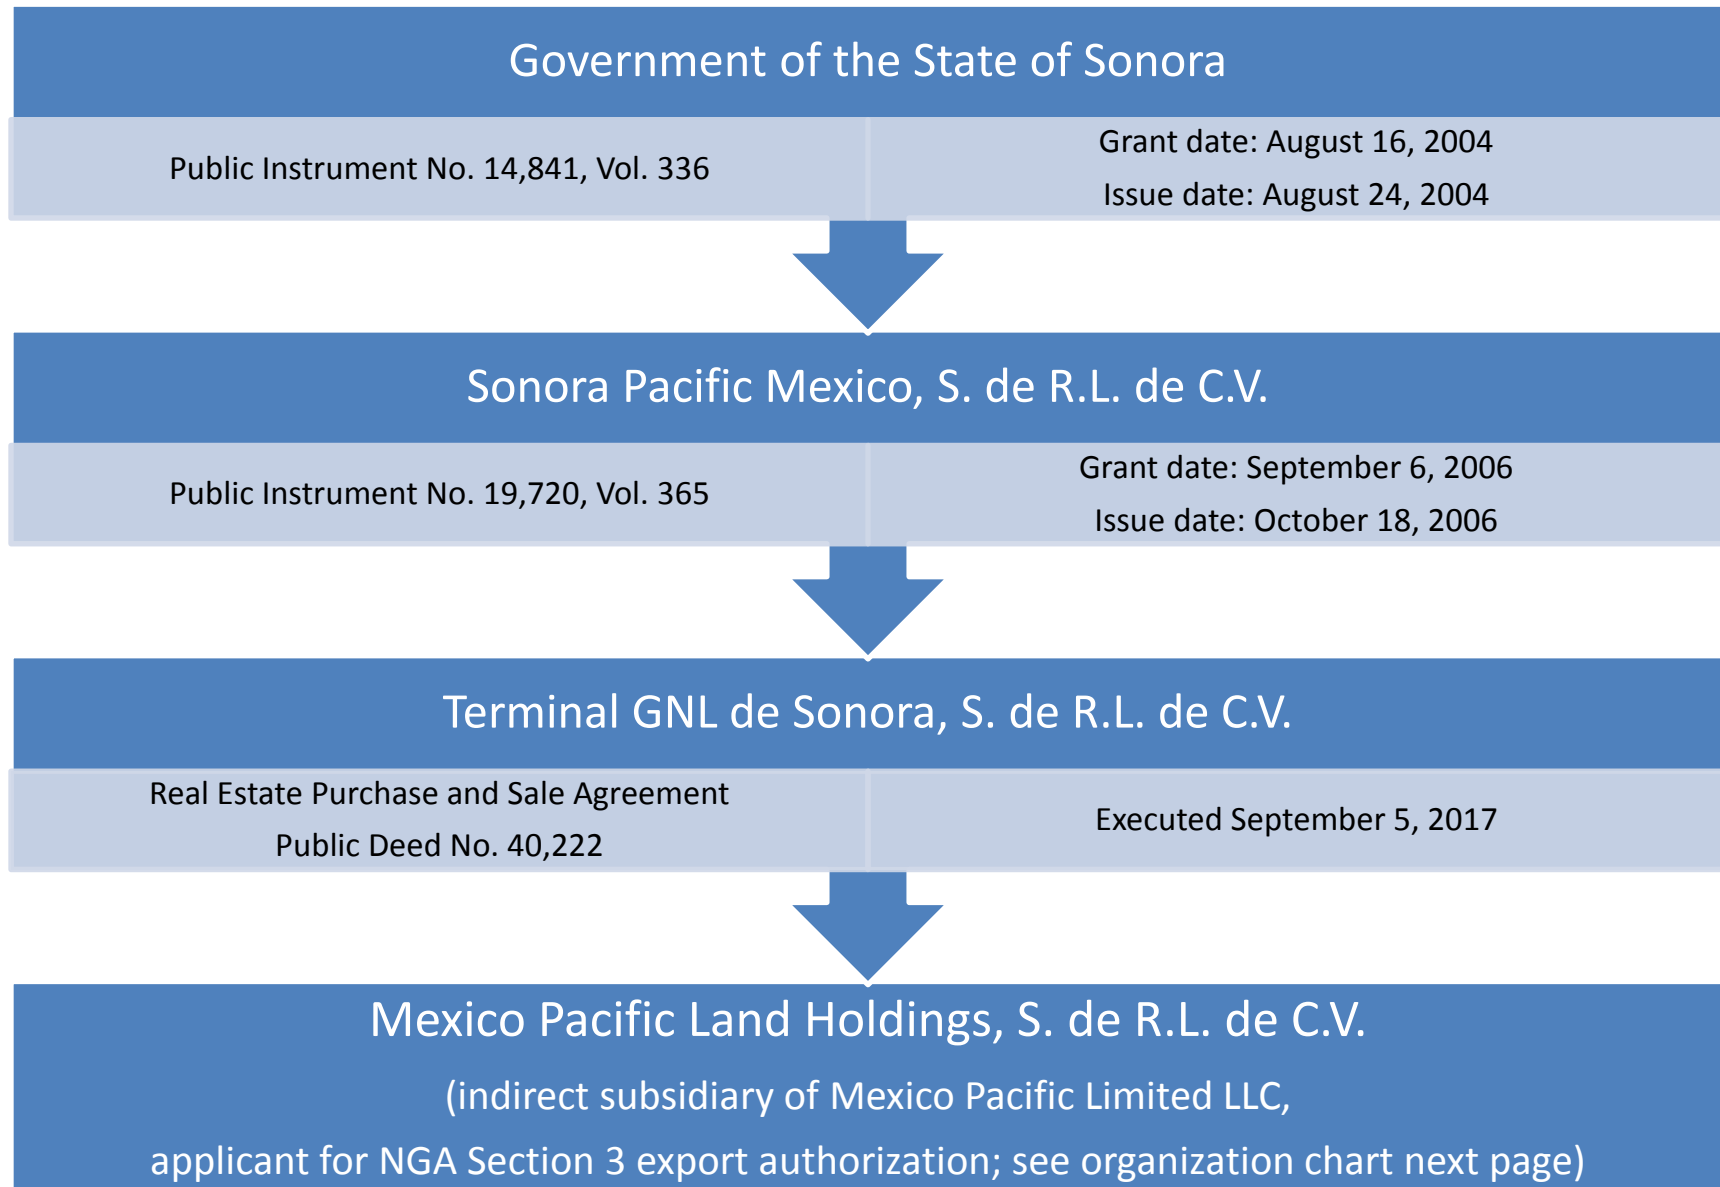 Government of the State of Sonora
Public Instrument No. 14,841, Vol. 336
Grant date: August 16, 2004
Issue date: August 24, 2004
Sonora Pacific Mexico, S. de R.L. de C.V.
Public Instrument No. 19,720, Vol. 365
Grant date: September 6, 2006
Issue date: October 18, 2006
Terminal GNL de Sonora, S. de R.L. de C.V.
Real Estate Purchase and Sale Agreement
Public Deed No. 40,222
Executed September 5, 2017
Mexico Pacific Land Holdings, S. de R.L. de C.V.
(indirect subsidiary of Mexico Pacific Limited LLC,
applicant for NGA Section 3 export authorization; see organization chart next page)